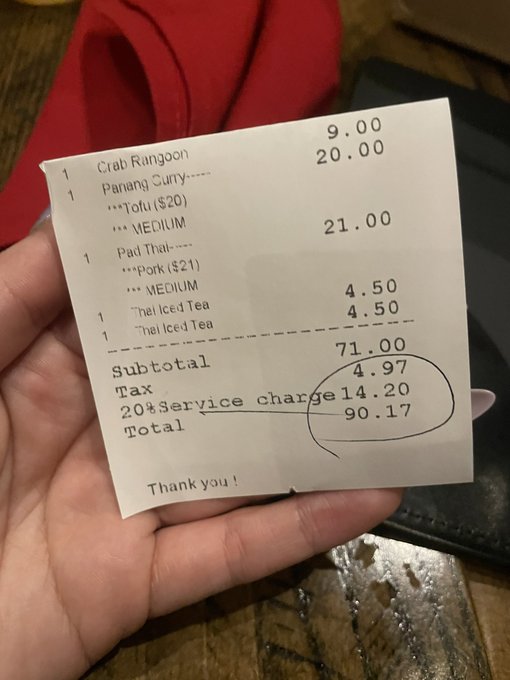 1 Crab Rangoon 9.00
1 Panang Curry----- 20.00
***Tofu ($20)
*** MEDIUM
1 Pad Thai---- 21.00
***Pork ($21)
*** MEDIUM
1 Thai Iced Tea 4.50
1 Thai Iced Tea 4.50
Subtotal 71.00
Tax 4.97
20%Service charge 14.20
Total 90.17
Thank you !